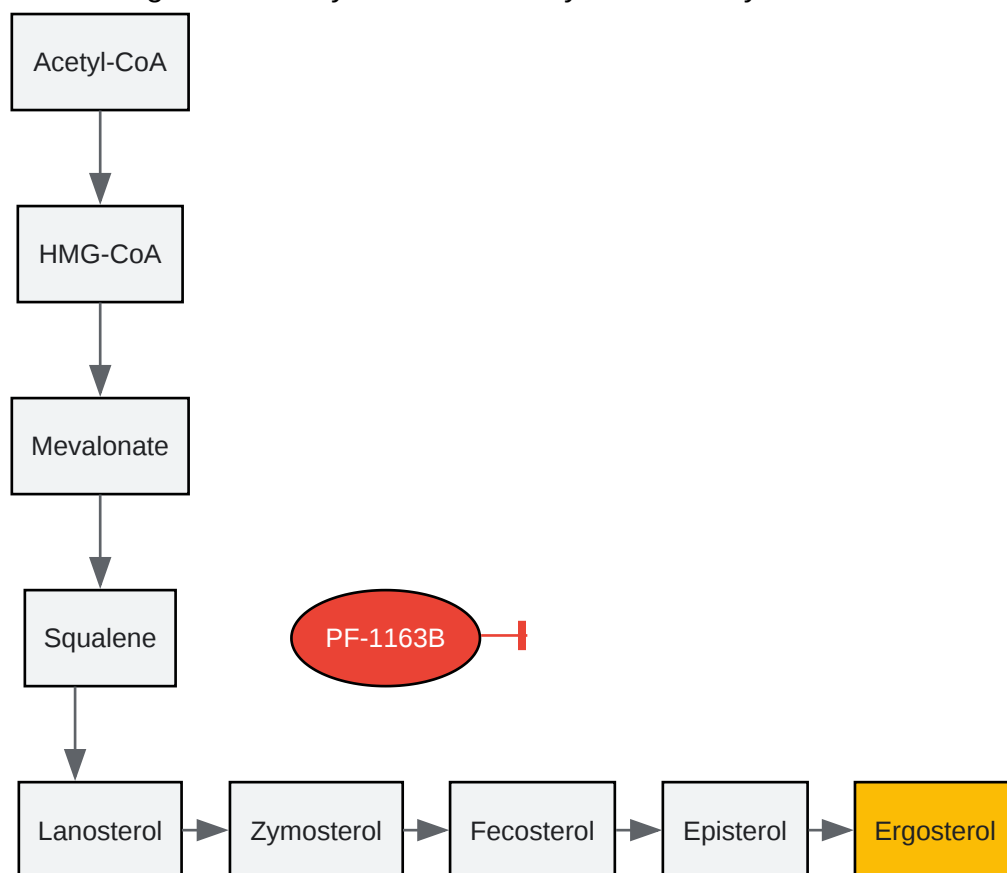 Acetyl-CoA
HMG-CoA
Mevalonate
Squalene
PF-1163B
Lanosterol
Zymosterol
Fecosterol
Episterol
Ergosterol